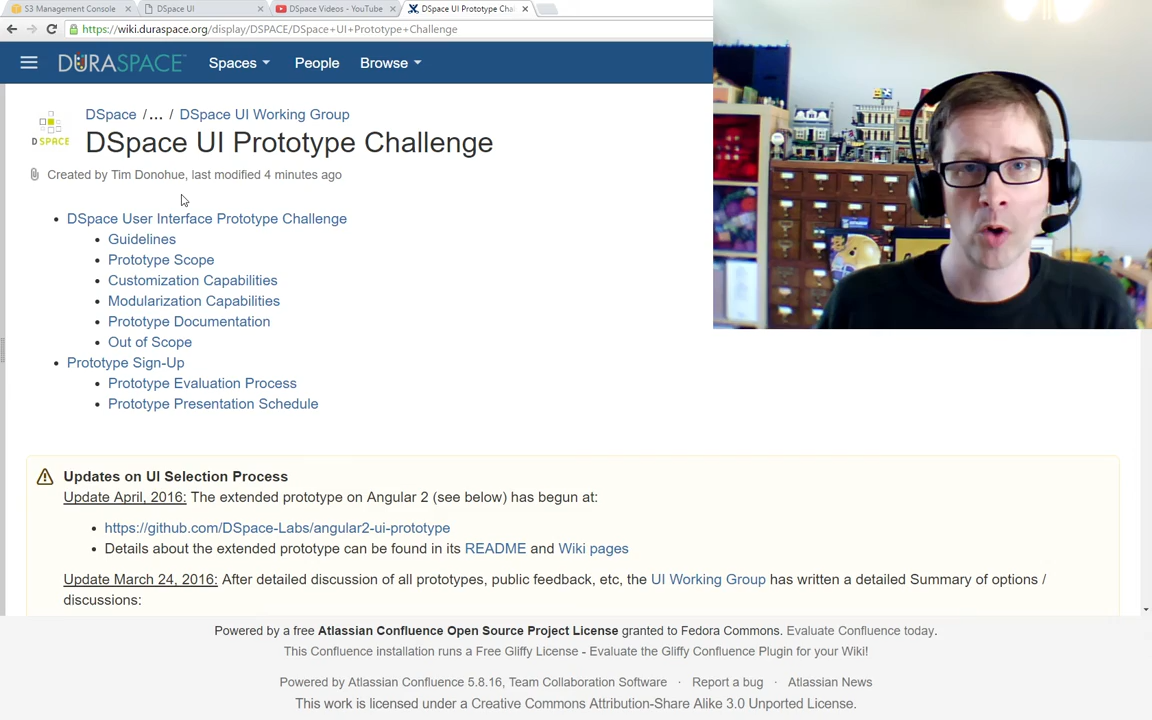 S3 Management Console
DSpace UI
DSpace Videos - YouTube
DSpace UI Prototype Chal
https://wiki.duraspace.org/display/DSPACE/DSpace+UI+Prototype+Challenge
DURASPACE
Spaces
People
Browse
DSPACE
DSpace /... / DSpace UI Working Group
DSpace UI Prototype Challenge
Created by Tim Donohue, last modified 4 minutes ago
• DSpace User Interface Prototype Challenge
• Guidelines
• Prototype Scope
• Customization Capabilities
• Modularization Capabilities
• Prototype Documentation
• Out of Scope
• Prototype Sign-Up
• Prototype Evaluation Process
• Prototype Presentation Schedule
Updates on UI Selection Process
Update April, 2016: The extended prototype on Angular 2 (see below) has begun at:
• https://github.com/DSpace-Labs/angular2-ui-prototype
• Details about the extended prototype can be found in its README and Wiki pages
Update March 24, 2016: After detailed discussion of all prototypes, public feedback, etc, the UI Working Group has written a detailed Summary of options /
discussions:
Powered by a free Atlassian Confluence Open Source Project License granted to Fedora Commons. Evaluate Confluence today.
This Confluence installation runs a Free Gliffy License - Evaluate the Gliffy Confluence Plugin for your Wiki!
Powered by Atlassian Confluence 5.8.16, Team Collaboration Software · Report a bug · Atlassian News
This work is licensed under a Creative Commons Attribution-Share Alike 3.0 Unported License.